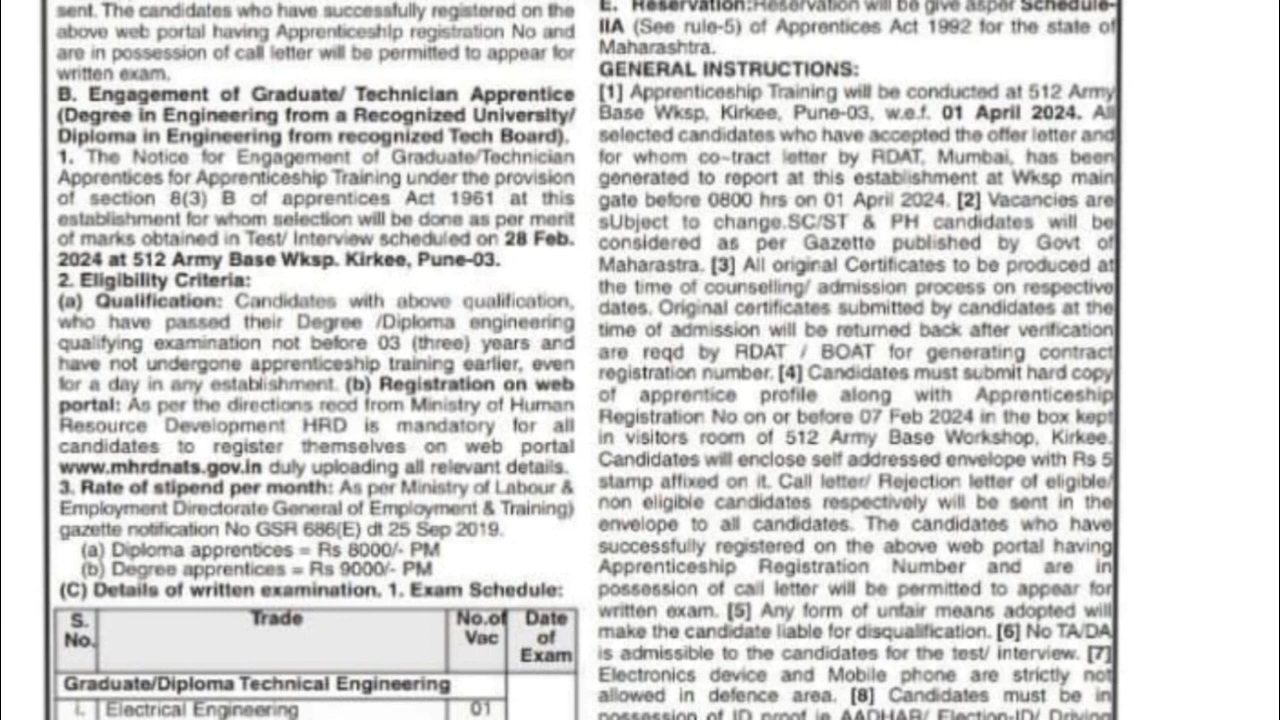 sent. The candidates who have successfully registered on the
above web portal having Apprenticeship registration No and
are in possession of call letter will be permitted to appear for
written exam.
B. Engagement of Graduate/ Technician Apprentice
(Degree in Engineering from a Recognized University/
Diploma in Engineering from recognized Tech Board).
1. The Notice for Engagement of Graduate/Technician
Apprentices for Apprenticeship Training under the provision
of section 8(3) B of apprentices Act 1961 at this
establishment for whom selection will be done as per merit
of marks obtained in Test/ Interview scheduled on 28 Feb.
2024 at 512 Army Base Wksp. Kirkee, Pune-03.
2. Eligibility Criteria:
(a) Qualification: Candidates with above qualification,
who have passed their Degree /Diploma engineering
qualifying examination not before 03 (three) years and
have not undergone apprenticeship training earlier, even
for a day in any establishment. (b) Registration on web
portal: As per the directions recd from Ministry of Human
Resource Development HRD is mandatory for all
candidates to register themselves on web portal
www.mhrdnats.gov.in duly uploading all relevant details.
3. Rate of stipend per month: As per Ministry of Labour &
Employment Directorate General of Employment & Training)
gazette notification No GSR 686(E) dt 25 Sep 2019.
(a) Diploma apprentices = Rs 8000/- PM
(b) Degree apprentices = Rs 9000/- PM
(C) Details of written examination. 1. Exam Schedule:
S. No. Trade No.of Vac Date of Exam
Graduate/Diploma Technical Engineering
i. Electrical Engineering 01
E. Reservation:Reservation will be give asper Schedule-
IIA (See rule-5) of Apprentices Act 1992 for the state of
Maharashtra.
GENERAL INSTRUCTIONS:
[1] Apprenticeship Training will be conducted at 512 Army
Base Wksp, Kirkee, Pune-03, w.e.f. 01 April 2024. All
selected candidates who have accepted the offer letter and
for whom co-tract letter by RDAT, Mumbai, has been
generated to report at this establishment at Wksp main
gate before 0800 hrs on 01 April 2024. [2] Vacancies are
sUbject to change.SC/ST & PH candidates will be
considered as per Gazette published by Govt of
Maharastra. [3] All original Certificates to be produced at
the time of counselling/ admission process on respective
dates. Original certificates submitted by candidates at the
time of admission will be returned back after verification
are reqd by RDAT / BOAT for generating contract
registration number. [4] Candidates must submit hard copy
of apprentice profile along with Apprenticeship
Registration No on or before 07 Feb 2024 in the box kept
in visitors room of 512 Army Base Workshop, Kirkee.
Candidates will enclose self addressed envelope with Rs 5
stamp affixed on it. Call letter/ Rejection letter of eligible/
non eligible candidates respectively will be sent in the
envelope to all candidates. The candidates who have
successfully registered on the above web portal having
Apprenticeship Registration Number and are in
possession of call letter will be permitted to appear for
written exam. [5] Any form of unfair means adopted will
make the candidate liable for disqualification. [6] No TA/DA
is admissible to the candidates for the test/ interview. [7]
Electronics device and Mobile phone are strictly not
allowed in defence area. [8] Candidates must be in
possession of ID proof ie AADHAR/ Election-ID/ Driving